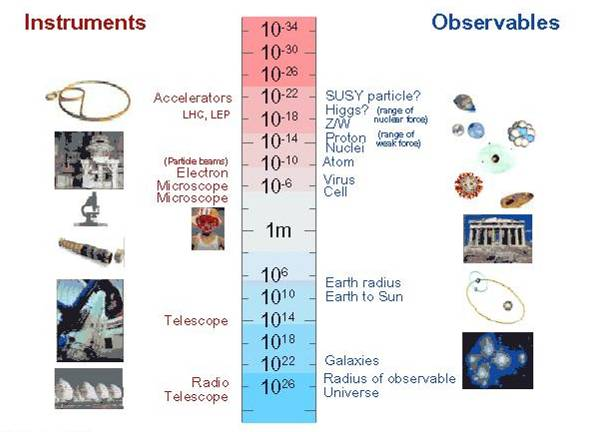 Instruments
Observables
10-34
10-30
10-26
10-22
10-18
10-14
10-10
10-6
1m
10⁶
10¹⁰
10¹⁴
10¹⁸
10²²
10²⁶
Accelerators
LHC, LEP
(Particle beams)
Electron
Microscope
Microscope
Telescope
Radio
Telescope
SUSY particle?
Higgs? (range of
Z/W nuclear force)
Proton (range of
Nuclei weak force)
Atom
Virus
Cell
Earth radius
Earth to Sun
Galaxies
Radius of observable
Universe